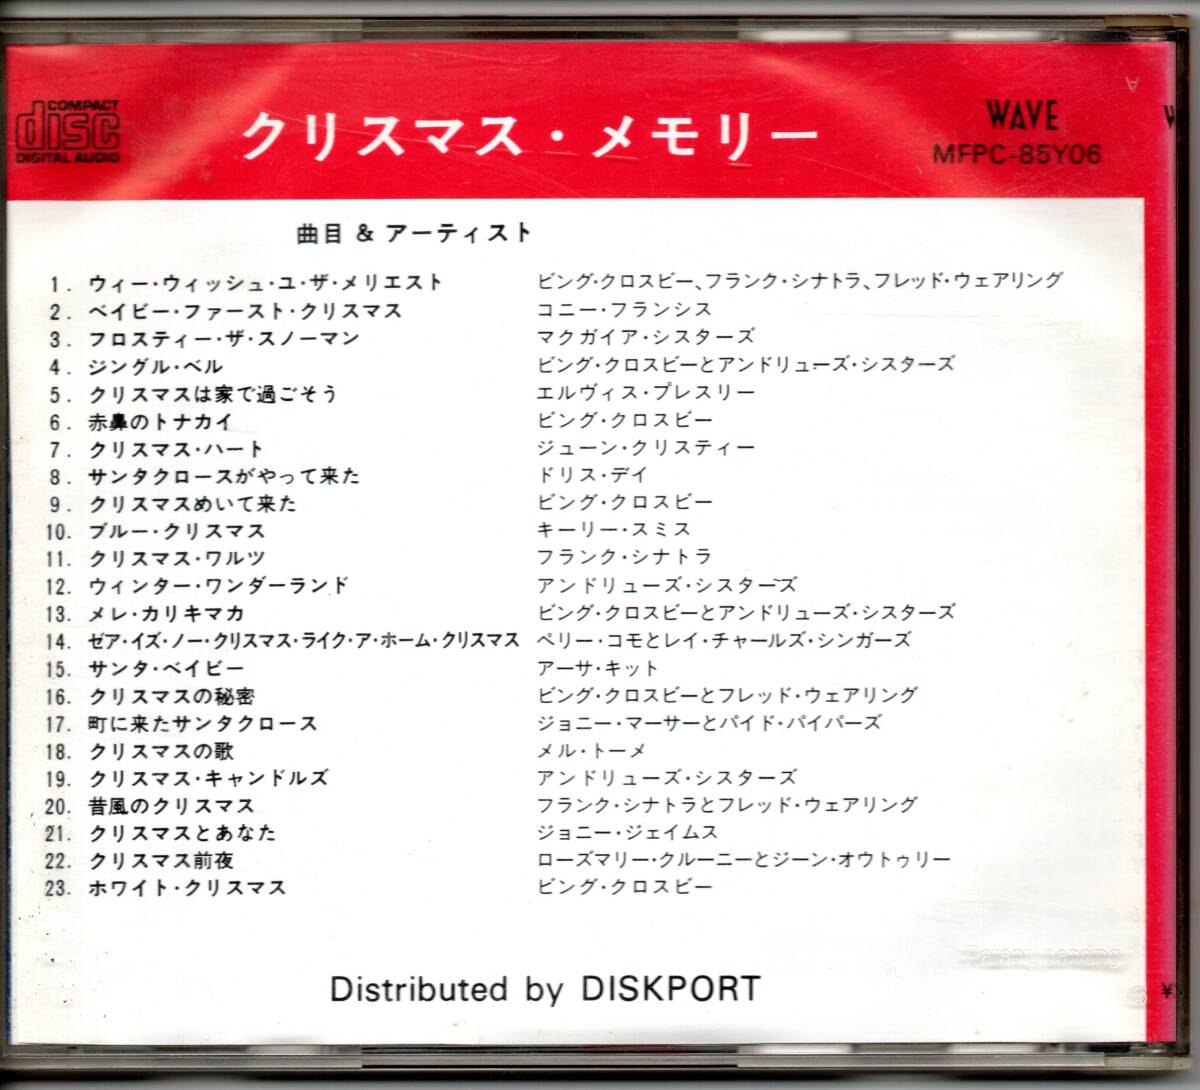 COMPACT
disc
DIGITAL AUDIO
クリスマス・メモリー
WAVE
MFPC-85Y06
曲目 & アーティスト
1. ウィー・ウィッシュ・ユ・ザ・メリエスト ビング・クロスビー、フランク・シナトラ、フレッド・ウェアリング
2. ベイビー・ファースト・クリスマス コニー・フランシス
3. フロスティー・ザ・スノーマン マクガイア・シスターズ
4. ジングル・ベル ビング・クロスビーとアンドリューズ・シスターズ
5. クリスマスは家で過ごそう エルヴィス・プレスリー
6. 赤鼻のトナカイ ビング・クロスビー
7. クリスマス・ハート ジューン・クリスティー
8. サンタクロースがやって来た ドリス・デイ
9. クリスマスめいて来た ビング・クロスビー
10. ブルー・クリスマス キーリー・スミス
11. クリスマス・ワルツ フランク・シナトラ
12. ウィンター・ワンダーランド アンドリューズ・シスターズ
13. メレ・カリキマカ ビング・クロスビーとアンドリューズ・シスターズ
14. ゼア・イズ・ノー・クリスマス・ライク・ア・ホーム・クリスマス ペリー・コモとレイ・チャールズ・シンガーズ
15. サンタ・ベイビー アーサ・キット
16. クリスマスの秘密 ビング・クロスビーとフレッド・ウェアリング
17. 町に来たサンタクロース ジョニー・マーサーとパイド・パイパーズ
18. クリスマスの歌 メル・トーメ
19. クリスマス・キャンドルズ アンドリューズ・シスターズ
20. 昔風のクリスマス フランク・シナトラとフレッド・ウェアリング
21. クリスマスとあなた ジョニー・ジェイムス
22. クリスマス前夜 ローズマリー・クルーニーとジーン・オウトゥリー
23. ホワイト・クリスマス ビング・クロスビー
Patent pending
Distributed by DISKPORT
¥